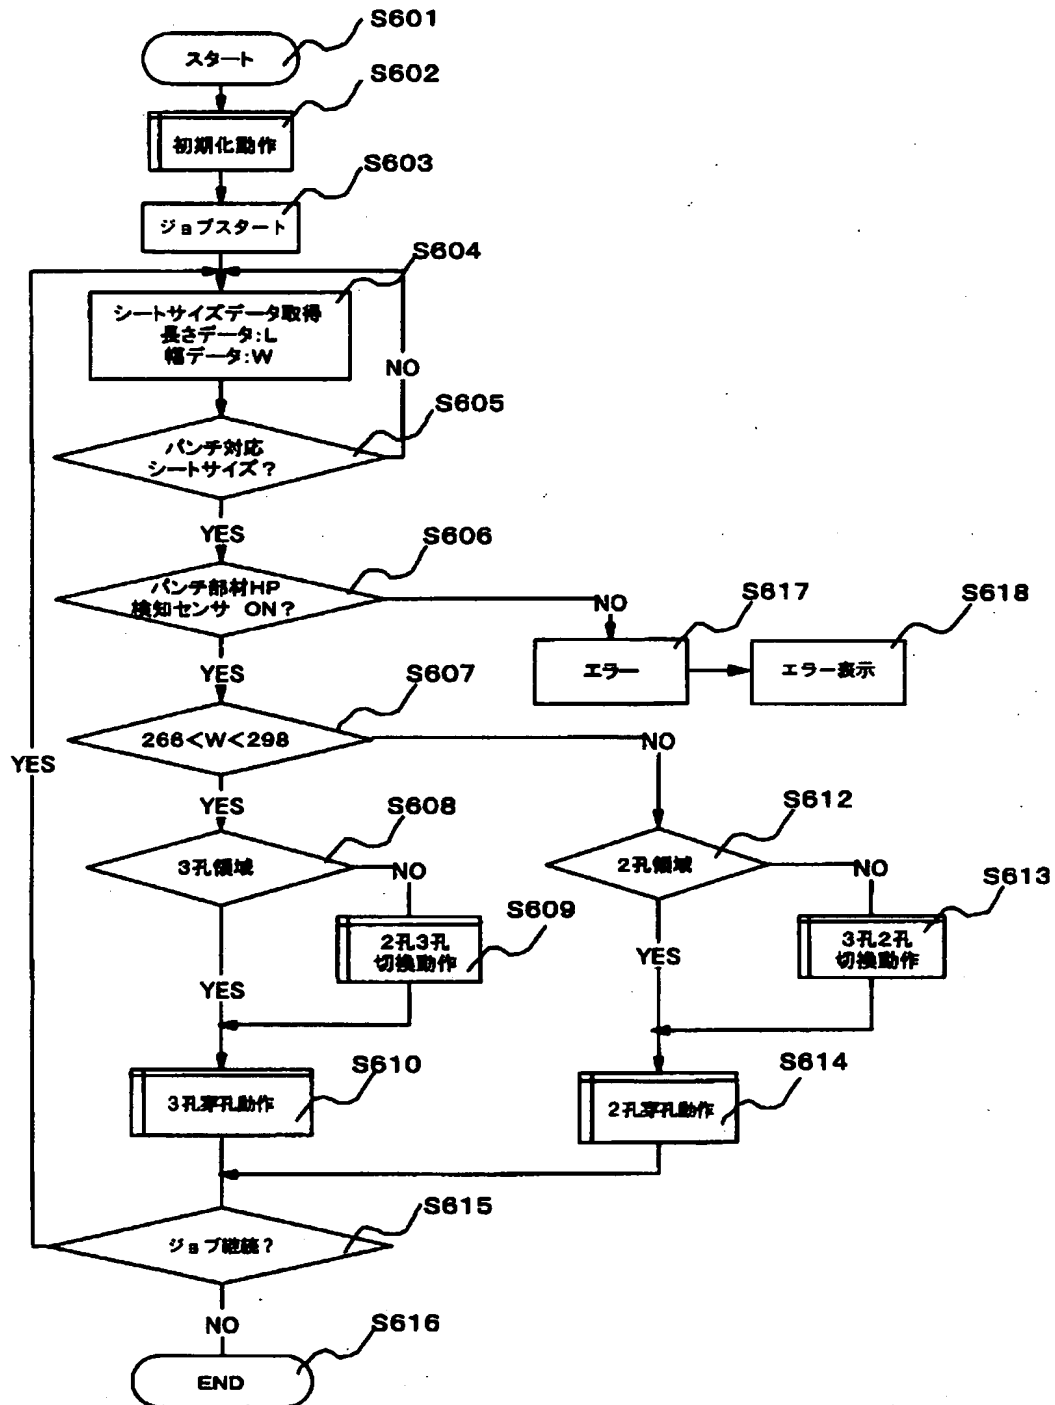 S601
スタート
S602
初期化動作
S603
ジョブスタート
S604
シートサイズデータ取得
長さデータ:L
幅データ:W
NO
S605
パンチ対応
シートサイズ?
YES
S606
パンチ部材HP
検知センサ ON?
NO
S617
エラー
S618
エラー表示
YES
S607
266<W<298
NO
YES
YES
S608
3孔領域
NO
S612
2孔領域
NO
S609
2孔3孔
切換動作
S613
3孔2孔
切換動作
YES
YES
S610
3孔穿孔動作
S614
2孔穿孔動作
S615
ジョブ継続?
NO
S616
END